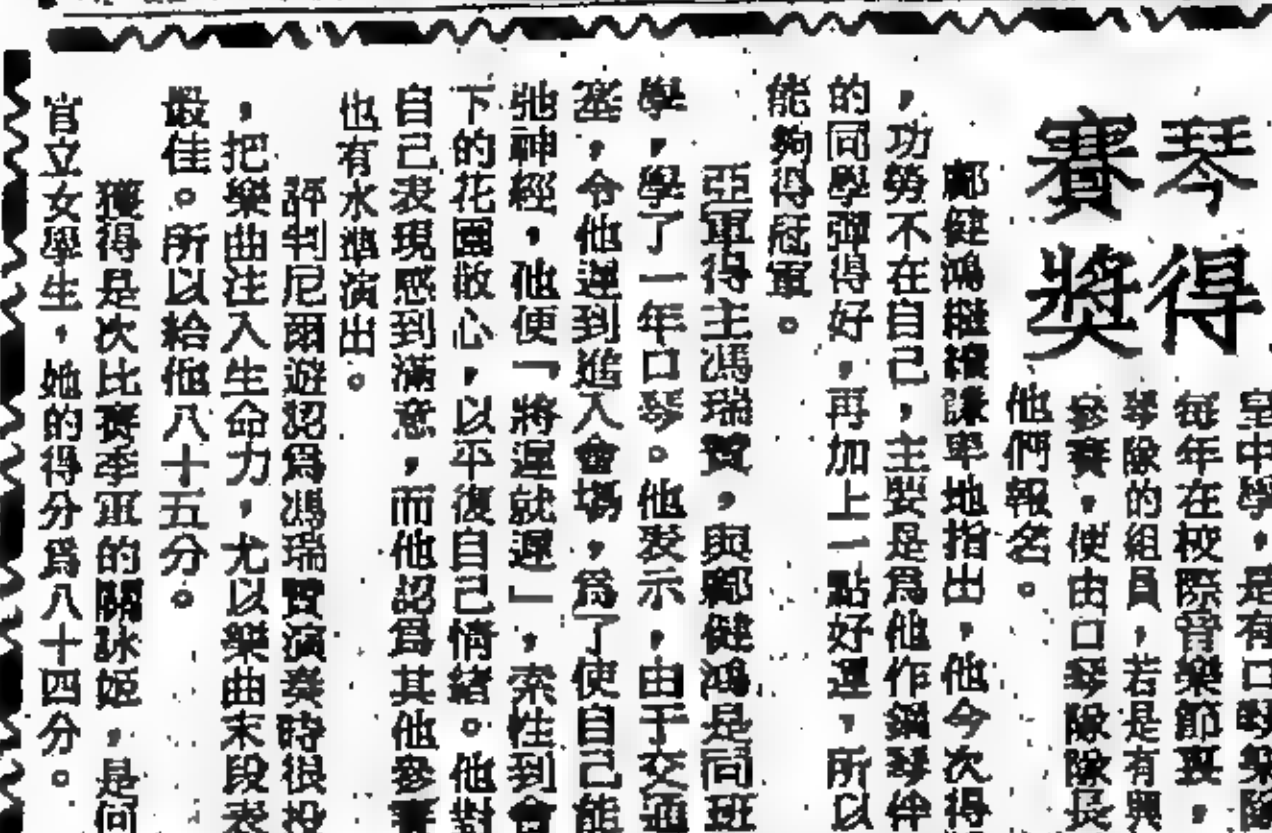 琴得
賽獎
皇中學，是有口琴樂隊
每年在校際音樂節裏，
琴隊的組員，若是有興
參賽，便由口琴隊隊長
他們報名。
鄺健鴻謙卑地指出，他今次得
，功勞不在自己，主要是爲他作鋼琴伴
的同學彈得好，再加上一點好運，所以
能夠得冠軍。
亞軍得主馮瑞賢，與鄺健鴻是同班
學，學了一年口琴。他表示，由于交通
塞，令他遲到進入會場，爲了使自己能
弛神經，他便「將遲就遲」，索性到會
下的花園散心，以平復自己情緒。他對
自己表現感到滿意，而他認爲其他參賽
也有水準演出。
評判尼爾遊認爲馮瑞賢演奏時很投
，把樂曲注入生命力，尤以樂曲末段表
最佳。所以給他八十五分。
獲得是次比賽季軍的關詠姬，是何
官立女學生，她的得分爲八十四分。